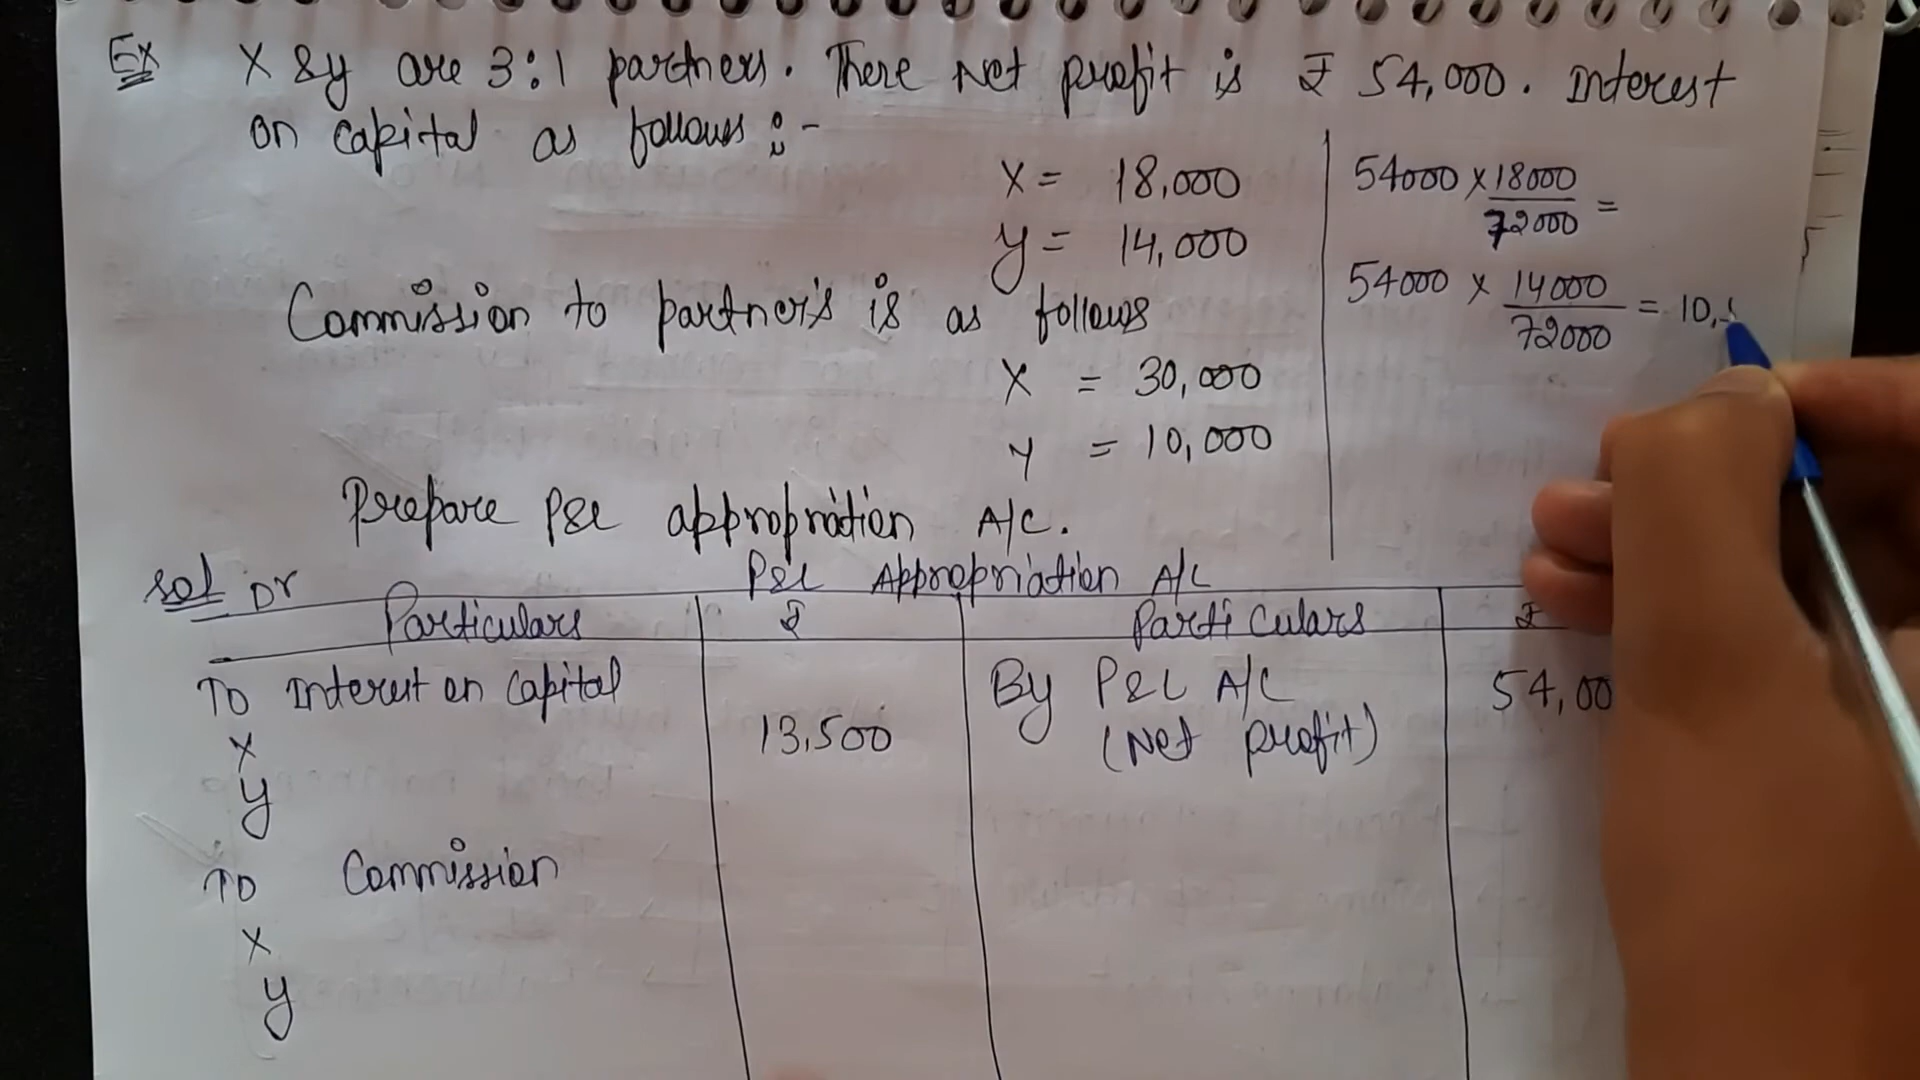 Ex X & y are 3:1 partners. There Net profit is ₹ 54,000. Interest
on capital as follows :-
X = 18,000
y = 14,000
Commission to partner's is as follows
X = 30,000
Y = 10,000
Prepare P&L appropriation A/C.
54000 × 18000/72000 =
54000 × 14000/72000 = 10,
Sol Dr P&L Appropriation A/C
Particulars ₹ Particulars ₹
To Interest on Capital By P&L A/C 54,00
X 13,500 (Net profit)
y
To Commission
X
y